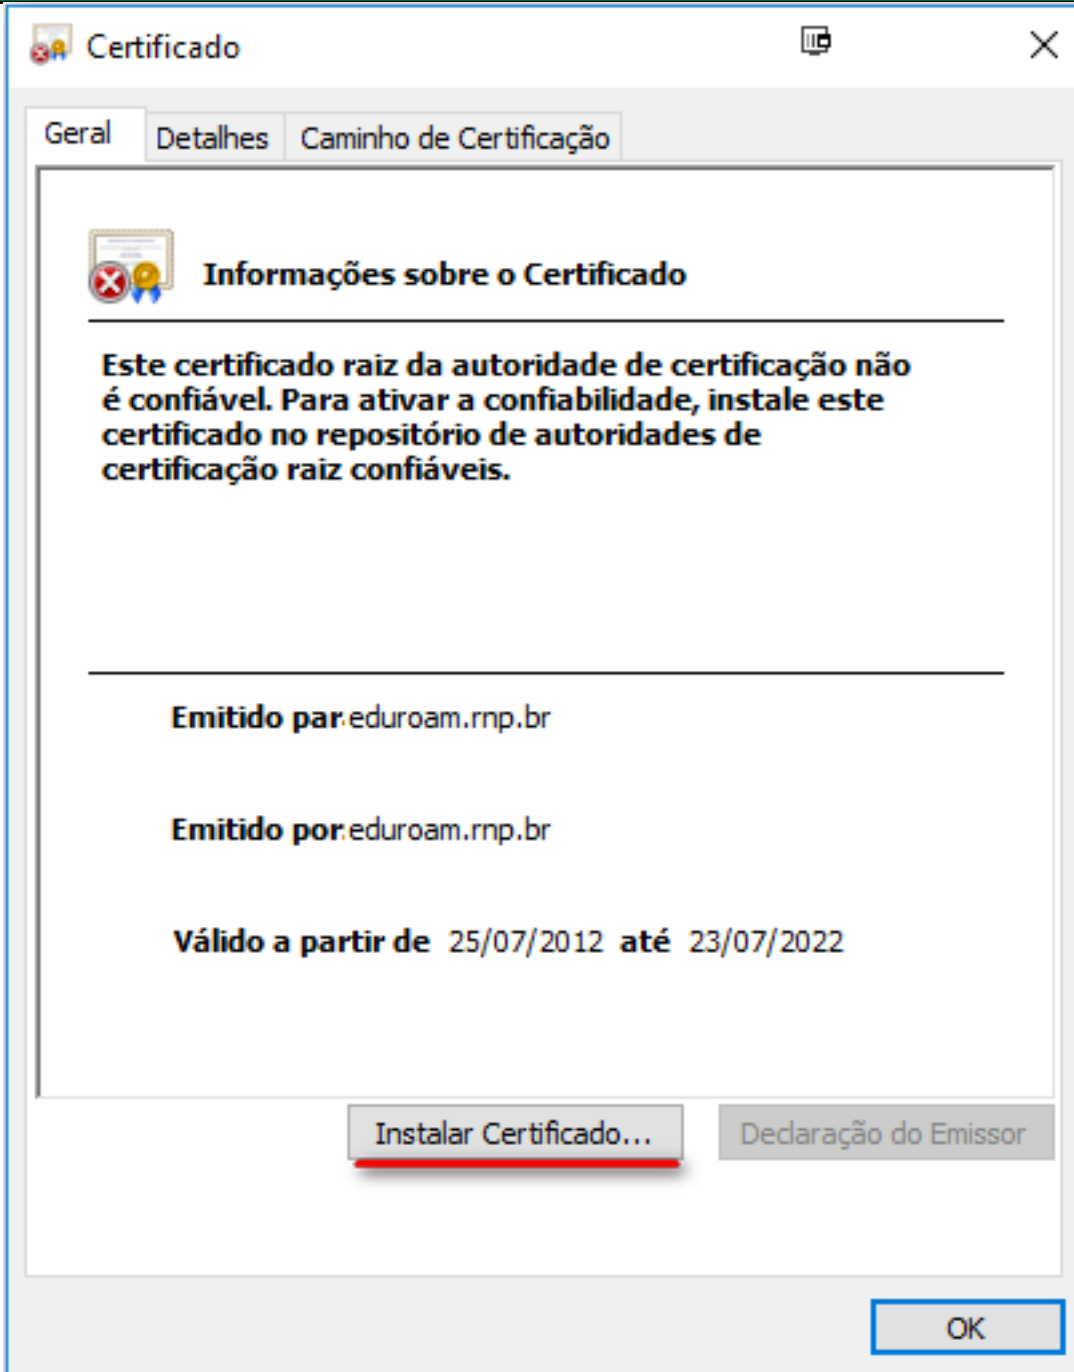 Certificado
Geral
Detalhes
Caminho de Certificação
Informações sobre o Certificado
Este certificado raiz da autoridade de certificação não
é confiável. Para ativar a confiabilidade, instale este
certificado no repositório de autoridades de
certificação raiz confiáveis.
Emitido par eduroam.rnp.br
Emitido por: eduroam.rnp.br
Válido a partir de 25/07/2012 até 23/07/2022
Instalar Certificado...
Declaração do Emissor
OK